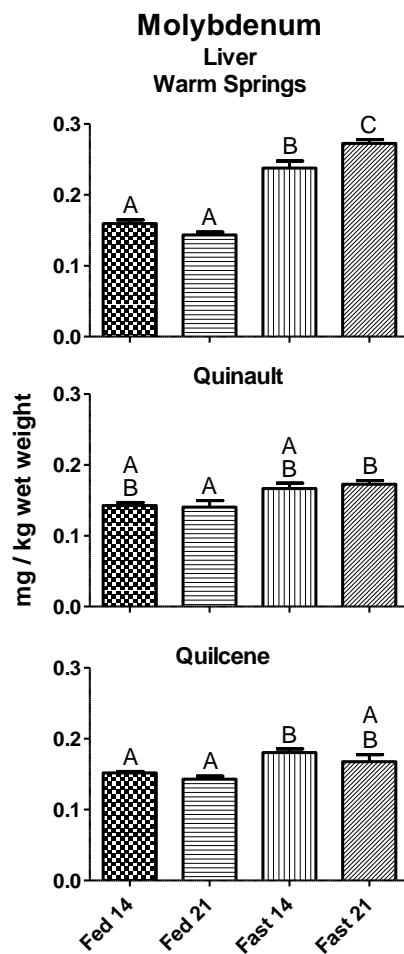 Molybdenum
Liver
Warm Springs
mg / kg wet weight
0.3
0.2
0.1
0.0
A
A
B
C
Quinault
0.3
0.2
0.1
0.0
A
B
A
A
B
B
Quilcene
0.3
0.2
0.1
0.0
A
A
B
A
B
Fed 14
Fed 21
Fast 14
Fast 21